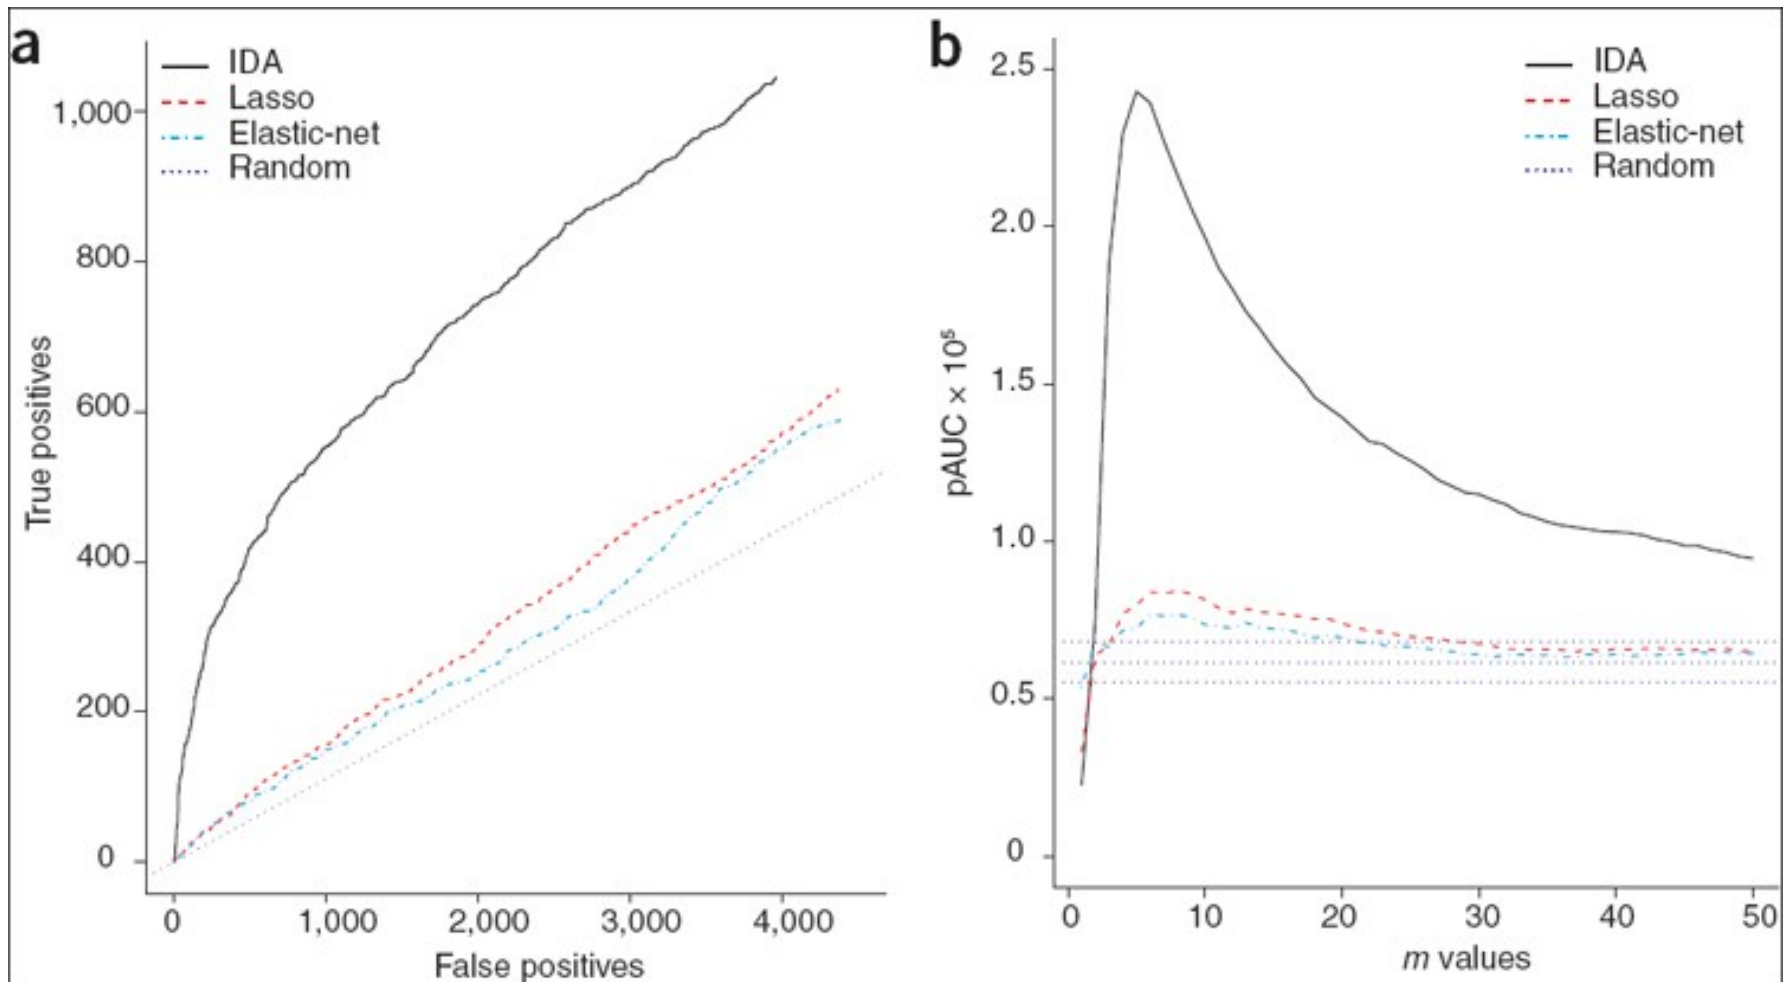 a
IDA
Lasso
Elastic-net
Random
1,000
800
600
400
200
0
True positives
0 1,000 2,000 3,000 4,000
False positives
b
IDA
Lasso
Elastic-net
Random
2.5
2.0
1.5
1.0
0.5
0
pAUC × 10⁵
0 10 20 30 40 50
m values